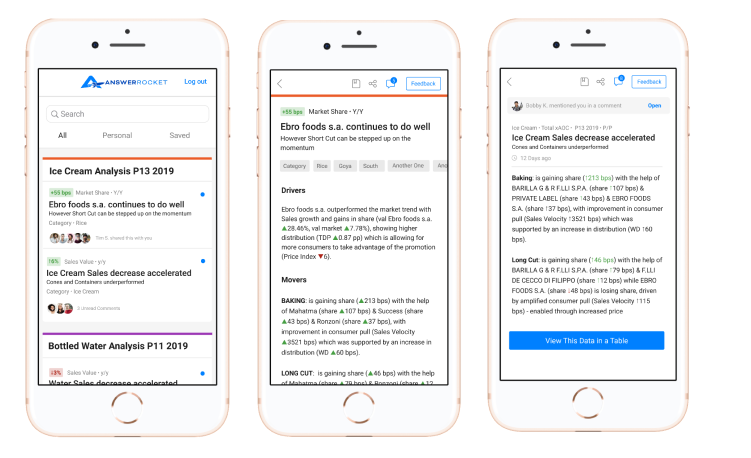 ANSWERROCKET
Log out
Search
All Personal Saved
Ice Cream Analysis P13 2019
+55 bps Market Share - Y/Y
Ebro foods s.a. continues to do well
However Short Cut can be stepped up on the momentum
Category - Rice
Tim S. shared this with you
↑6% Sales Value - y/y
Ice Cream Sales decrease accelerated
Cones and Containers underperformed
Category - Ice Cream
3 Unread Comments
Bottled Water Analysis P11 2019
↓3% Sales Value - y/y
Water Sales decrease accelerated
Feedback
+55 bps Market Share - Y/Y
Ebro foods s.a. continues to do well
However Short Cut can be stepped up on the
momentum
Category Rice Goya South Another One Ano
Drivers
Ebro foods s.a. outperformed the market trend with
Sales growth and gains in share (val Ebro foods s.a.
▲28.46%, val market ▲7.78%), showing higher
distribution (TDP ▲0.87 pp) which is allowing for
more consumers to take advantage of the promotion
(Price Index ▼6).
Movers
BAKING: is gaining share (▲213 bps) with the help
of Mahatma (share ▲107 bps) & Success (share
▲43 bps) & Ronzoni (share ▲37 bps), with
improvement in consumer pull (Sales Velocity
▲3521 bps) which was supported by an increase in
distribution (WD ▲60 bps).
LONG CUT: is gaining share (▲46 bps) with the help
of Mahatma (share ▲79 bps) & Ronzoni (share ▲12
Feedback
Bobby K. mentioned you in a comment Open
Ice Cream - Total xAOC - P13 2019 - P/P
Ice Cream Sales decrease accelerated
Cones and Containers underperformed
12 Days ago
Baking: is gaining share (↑213 bps) with the help of
BARILLA G & R F.LLI S.P.A. (share ↑107 bps) &
PRIVATE LABEL (share ↑43 bps) & EBRO FOODS
S.A. (share ↑37 bps), with improvement in consumer
pull (Sales Velocity ↑3521 bps) which was
supported by an increase in distribution (WD ↑60
bps).
Long Cut: is gaining share (↑46 bps) with the help of
BARILLA G & R F.LLI S.P.A. (share ↑79 bps) & F.LLI
DE CECCO DI FILIPPO (share ↑12 bps) while EBRO
FOODS S.A. (share ↓48 bps) is losing share, driven
by amplified consumer pull (Sales Velocity ↑115
bps) - enabled through increased price
View This Data in a Table